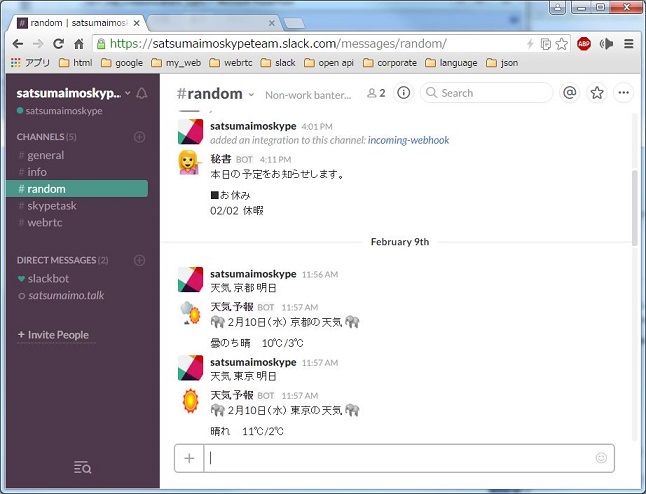 # random | satsumaimos
https://satsumaimoskypeteam.slack.com/messages/random/
ABP
アプリ html google my_web webrtc slack open api corporate language json
satsumaimoskyp...
satsumaimoskype
CHANNELS (5)
# general
# info
# random
# skypetask
# webrtc
DIRECT MESSAGES (2)
slackbot
satsumaimo.talk
+ Invite People
#random Non-work banter... 2 Search
satsumaimoskype 4:01 PM
added an integration to this channel: incoming-webhook
秘書 BOT 4:11 PM
本日の予定をお知らせします。
■お休み
02/02 休暇
February 9th
satsumaimoskype 11:56 AM
天気 京都 明日
天気予報 BOT 11:57 AM
2月10日(水) 京都の天気
曇のち晴 10℃/3℃
satsumaimoskype 11:57 AM
天気 東京 明日
天気予報 BOT 11:57 AM
2月10日(水) 東京の天気
晴れ 11℃/2℃
+